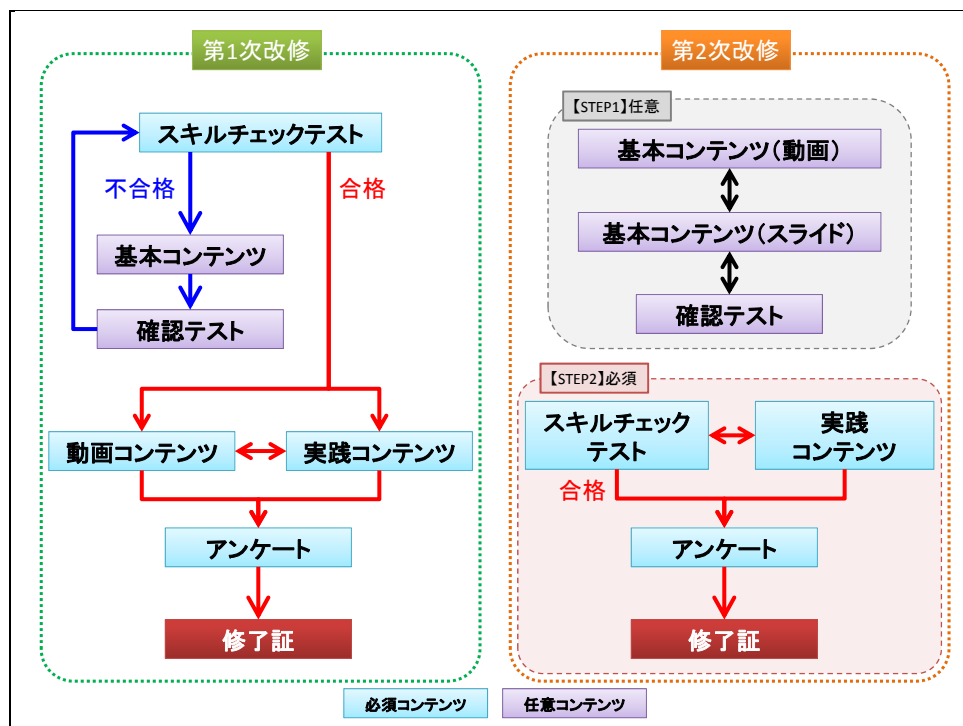 第1次改修
スキルチェックテスト
不合格
合格
基本コンテンツ
確認テスト
動画コンテンツ
実践コンテンツ
アンケート
修了証
第2次改修
【STEP1】任意
基本コンテンツ(動画)
基本コンテンツ(スライド)
確認テスト
【STEP2】必須
スキルチェック
テスト
実践
コンテンツ
合格
アンケート
修了証
必須コンテンツ
任意コンテンツ